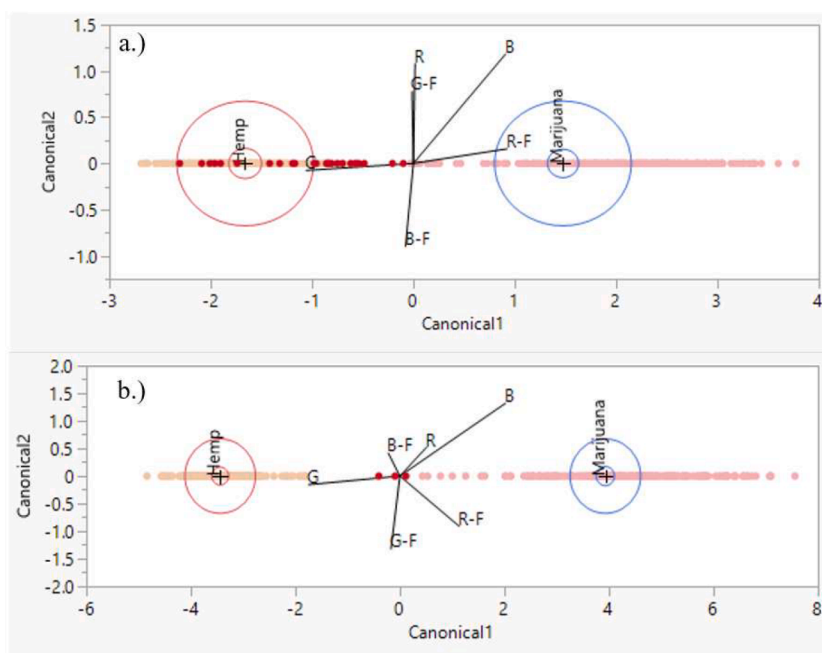 a.)
1.5
1.0
0.5
0
-0.5
-1.0
Canonical2
Hemp
Marijuana
R
G-F
B
R-F
G
B-F
-3
-2
-1
0
1
2
3
4
Canonical1
b.)
2.0
1.5
1.0
0.5
0
-0.5
-1.0
-1.5
-2.0
Canonical2
Hemp
Marijuana
B
B-F
R
G
R-F
G-F
-6
-4
-2
0
2
4
6
8
Canonical1